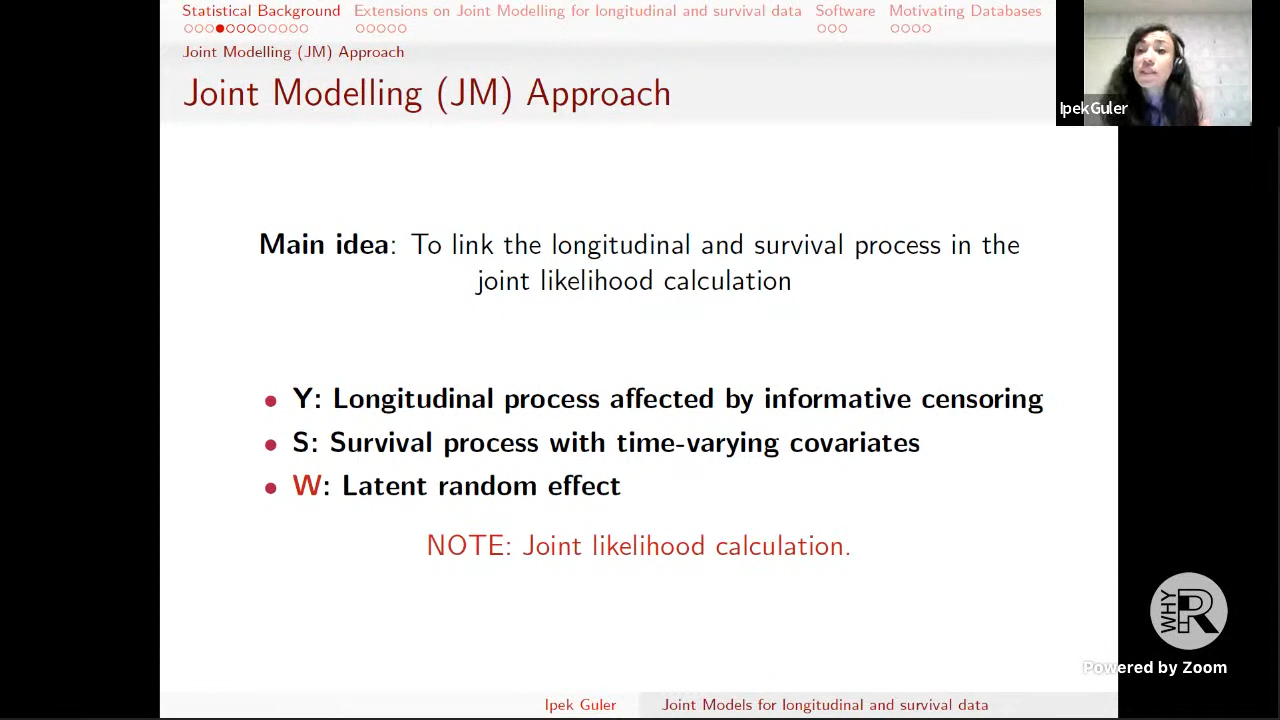 Statistical Background Extensions on Joint Modelling for longitudinal and survival data Software Motivating Databases
Joint Modelling (JM) Approach
Joint Modelling (JM) Approach
IpekGuler
Main idea: To link the longitudinal and survival process in the
joint likelihood calculation
Y: Longitudinal process affected by informative censoring
S: Survival process with time-varying covariates
W: Latent random effect
NOTE: Joint likelihood calculation.
WHY R?
Powered by Zoom
Ipek Guler Joint Models for longitudinal and survival data